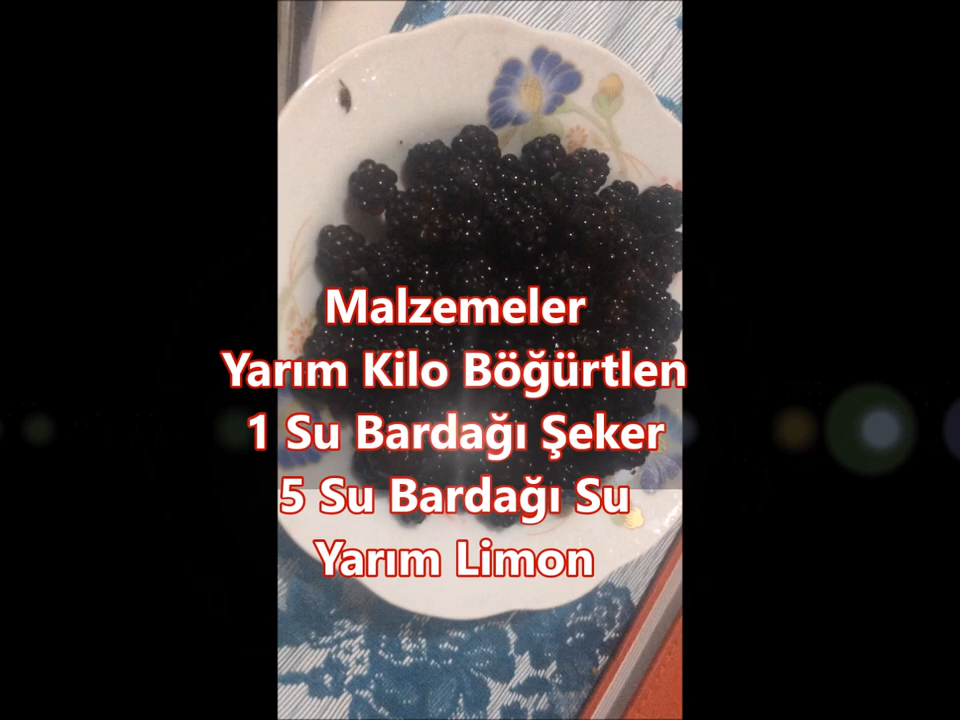 Malzemeler
Yarım Kilo Böğürtlen
1 Su Bardağı Şeker
5 Su Bardağı Su
Yarım Limon